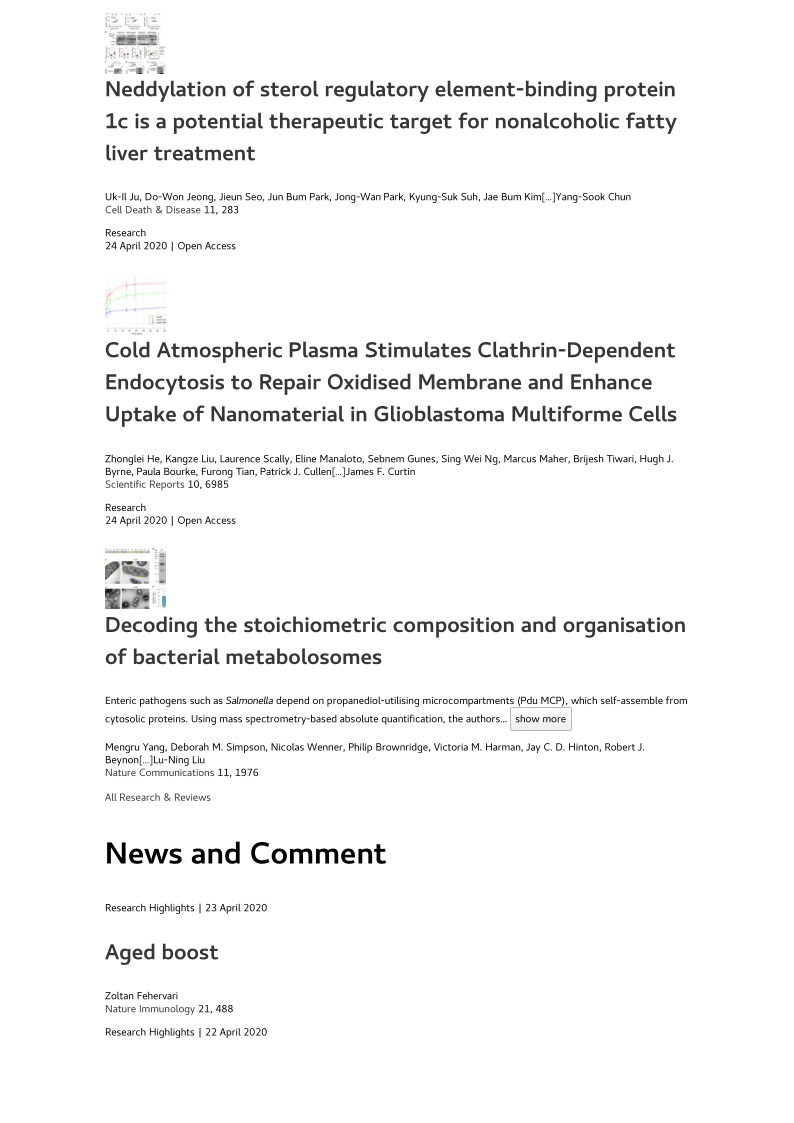 Neddylation of sterol regulatory element-binding protein
1c is a potential therapeutic target for nonalcoholic fatty
liver treatment
Uk-Il Ju, Do-Won Jeong, Jieun Seo, Jun Bum Park, Jong-Wan Park, Kyung-Suk Suh, Jae Bum Kim[…]Yang-Sook Chun
Cell Death & Disease 11, 283
Research
24 April 2020 | Open Access
Cold Atmospheric Plasma Stimulates Clathrin-Dependent
Endocytosis to Repair Oxidised Membrane and Enhance
Uptake of Nanomaterial in Glioblastoma Multiforme Cells
Zhonglei He, Kangze Liu, Laurence Scally, Eline Manaloto, Sebnem Gunes, Sing Wei Ng, Marcus Maher, Brijesh Tiwari, Hugh J.
Byrne, Paula Bourke, Furong Tian, Patrick J. Cullen[…]James F. Curtin
Scientific Reports 10, 6985
Research
24 April 2020 | Open Access
Decoding the stoichiometric composition and organisation
of bacterial metabolosomes
Enteric pathogens such as Salmonella depend on propanediol-utilising microcompartments (Pdu MCP), which self-assemble from
cytosolic proteins. Using mass spectrometry-based absolute quantification, the authors… show more
Mengru Yang, Deborah M. Simpson, Nicolas Wenner, Philip Brownridge, Victoria M. Harman, Jay C. D. Hinton, Robert J.
Beynon[…]Lu-Ning Liu
Nature Communications 11, 1976
All Research & Reviews
News and Comment
Research Highlights | 23 April 2020
Aged boost
Zoltan Fehervari
Nature Immunology 21, 488
Research Highlights | 22 April 2020